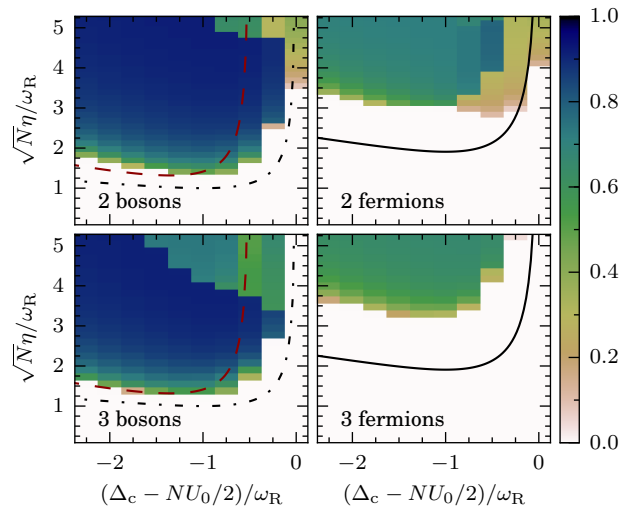 5
4
3
2
1
√Nη/ω_R
2 bosons
2 fermions
5
4
3
2
1
√Nη/ω_R
3 bosons
3 fermions
−2 −1 0
−2 −1 0
(Δ_c − NU_0/2)/ω_R
(Δ_c − NU_0/2)/ω_R
1.0
0.8
0.6
0.4
0.2
0.0